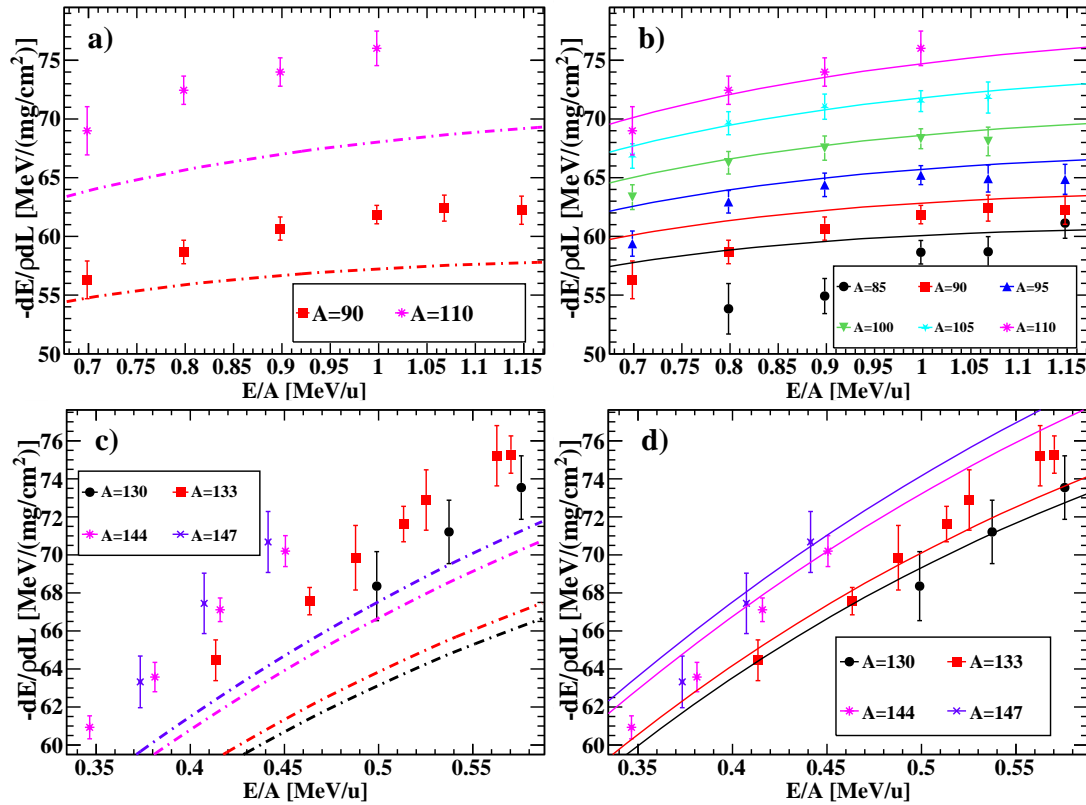 a)
-dE/ρdL [MeV/(mg/cm²)]
75
70
65
60
55
50
A=90 A=110
0.7 0.75 0.8 0.85 0.9 0.95 1 1.05 1.1 1.15
E/A [MeV/u]
b)
-dE/ρdL [MeV/(mg/cm²)]
75
70
65
60
55
50
A=85 A=90 A=95
A=100 A=105 A=110
0.7 0.75 0.8 0.85 0.9 0.95 1 1.05 1.1 1.15
E/A [MeV/u]
c)
-dE/ρdL [MeV/(mg/cm²)]
76
74
72
70
68
66
64
62
60
A=130 A=133
A=144 A=147
0.35 0.4 0.45 0.5 0.55
E/A [MeV/u]
d)
-dE/ρdL [MeV/(mg/cm²)]
76
74
72
70
68
66
64
62
60
A=130 A=133
A=144 A=147
0.35 0.4 0.45 0.5 0.55
E/A [MeV/u]